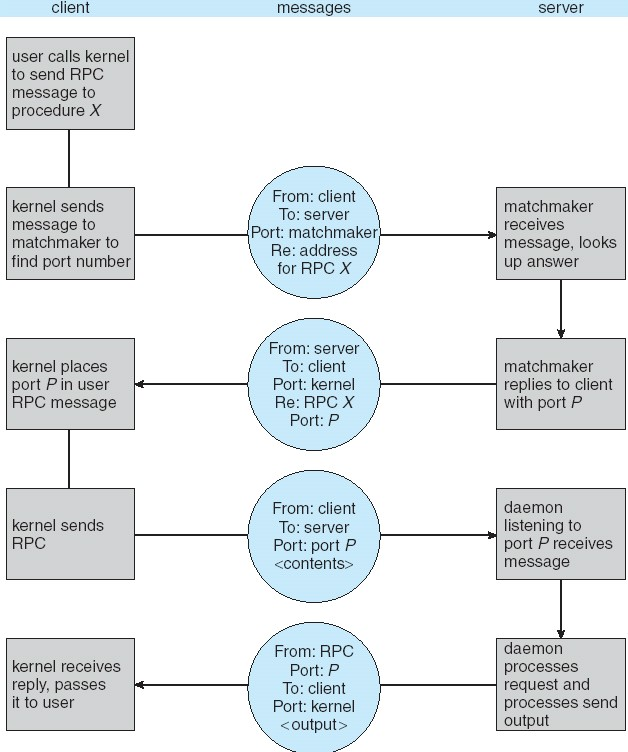 client messages server
user calls kernel
to send RPC
message to
procedure X
kernel sends
message to
matchmaker to
find port number
From: client
To: server
Port: matchmaker
Re: address
for RPC X
matchmaker
receives
message, looks
up answer
kernel places
port P in user
RPC message
From: server
To: client
Port: kernel
Re: RPC X
Port: P
matchmaker
replies to client
with port P
kernel sends
RPC
From: client
To: server
Port: port P
<contents>
daemon
listening to
port P receives
message
kernel receives
reply, passes
it to user
From: RPC
Port: P
To: client
Port: kernel
<output>
daemon
processes
request and
processes send
output